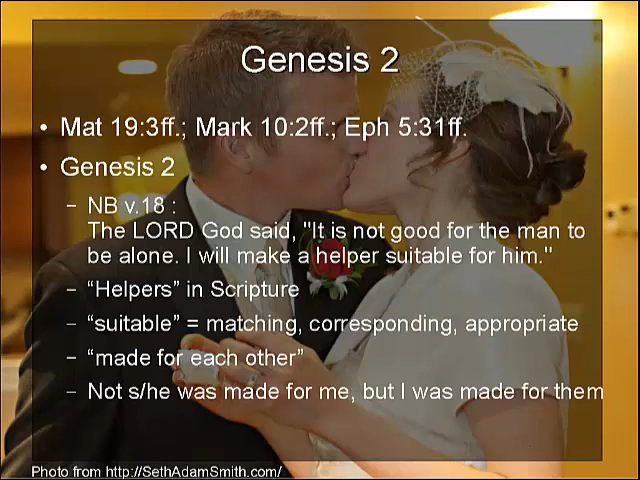 Genesis 2
• Mat 19:3ff.; Mark 10:2ff.; Eph 5:31ff.
• Genesis 2
– NB v.18 :
The LORD God said, "It is not good for the man to
be alone. I will make a helper suitable for him."
– “Helpers” in Scripture
– “suitable” = matching, corresponding, appropriate
– “made for each other”
– Not s/he was made for me, but I was made for them
Photo from http://SethAdamSmith.com/